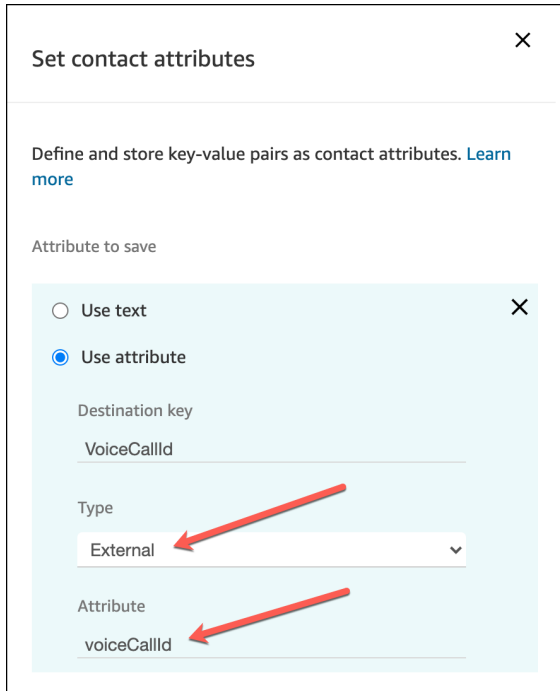 Set contact attributes
Define and store key-value pairs as contact attributes. Learn
more
Attribute to save
Use text
Use attribute
Destination key
VoiceCallId
Type
External
Attribute
voiceCallId